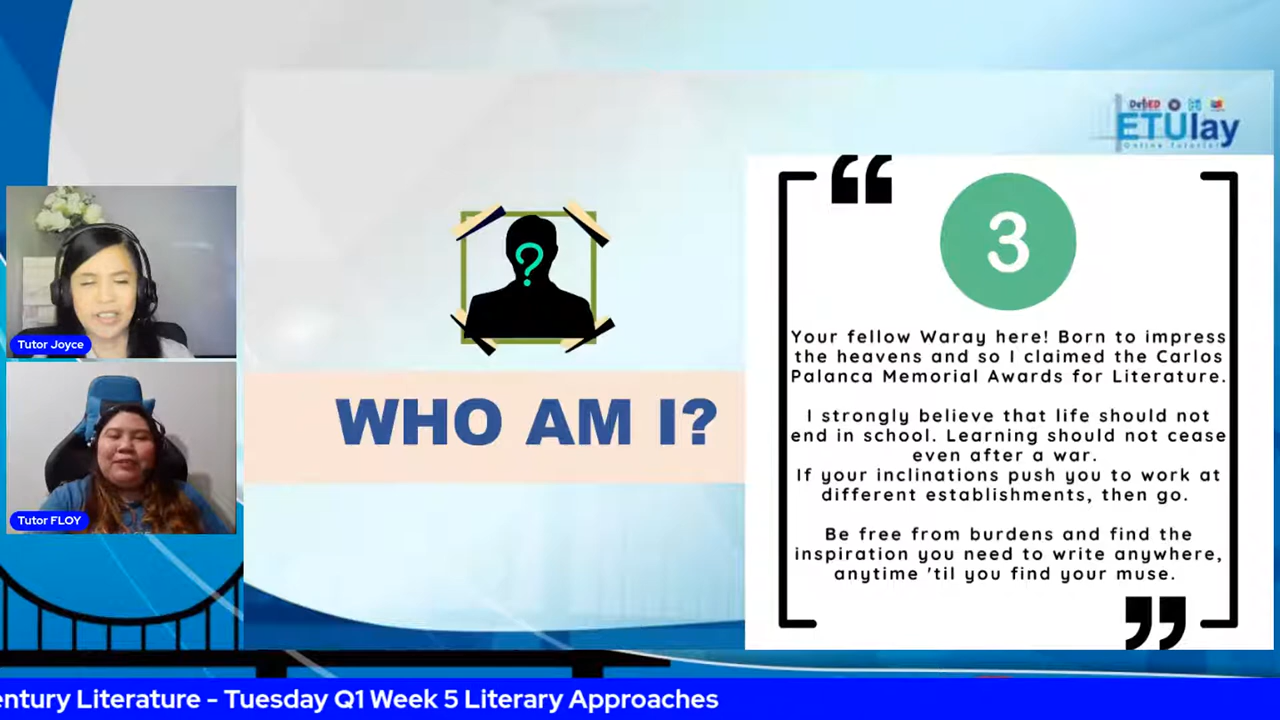 DepED
ETUlay
Online Tutorial
3
Your fellow Waray here! Born to impress
the heavens and so I claimed the Carlos
Palanca Memorial Awards for Literature.
I strongly believe that life should not
end in school. Learning should not cease
even after a war.
If your inclinations push you to work at
different establishments, then go.
Be free from burdens and find the
inspiration you need to write anywhere,
anytime 'til you find your muse.
?
WHO AM I?
Tutor Joyce
Tutor FLOY
entury Literature - Tuesday Q1 Week 5 Literary Approaches